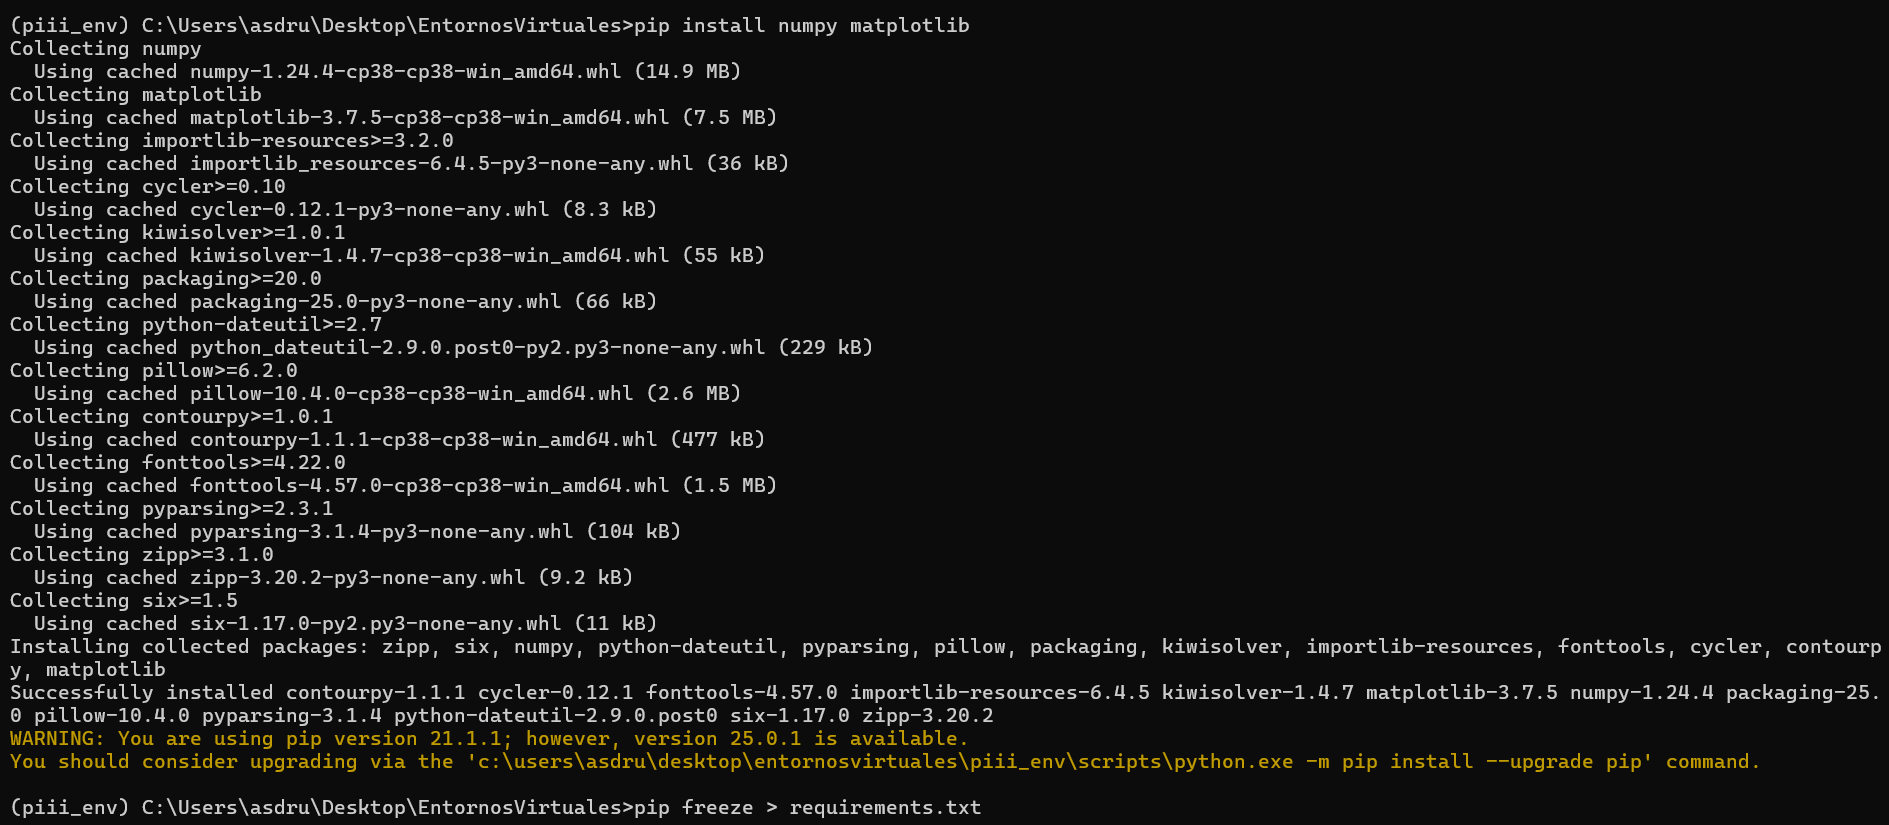 (piii_env) C:\Users\asdru\Desktop\EntornosVirtuales>pip install numpy matplotlib
Collecting numpy
  Using cached numpy-1.24.4-cp38-cp38-win_amd64.whl (14.9 MB)
Collecting matplotlib
  Using cached matplotlib-3.7.5-cp38-cp38-win_amd64.whl (7.5 MB)
Collecting importlib-resources>=3.2.0
  Using cached importlib_resources-6.4.5-py3-none-any.whl (36 kB)
Collecting cycler>=0.10
  Using cached cycler-0.12.1-py3-none-any.whl (8.3 kB)
Collecting kiwisolver>=1.0.1
  Using cached kiwisolver-1.4.7-cp38-cp38-win_amd64.whl (55 kB)
Collecting packaging>=20.0
  Using cached packaging-25.0-py3-none-any.whl (66 kB)
Collecting python-dateutil>=2.7
  Using cached python_dateutil-2.9.0.post0-py2.py3-none-any.whl (229 kB)
Collecting pillow>=6.2.0
  Using cached pillow-10.4.0-cp38-cp38-win_amd64.whl (2.6 MB)
Collecting contourpy>=1.0.1
  Using cached contourpy-1.1.1-cp38-cp38-win_amd64.whl (477 kB)
Collecting fonttools>=4.22.0
  Using cached fonttools-4.57.0-cp38-cp38-win_amd64.whl (1.5 MB)
Collecting pyparsing>=2.3.1
  Using cached pyparsing-3.1.4-py3-none-any.whl (104 kB)
Collecting zipp>=3.1.0
  Using cached zipp-3.20.2-py3-none-any.whl (9.2 kB)
Collecting six>=1.5
  Using cached six-1.17.0-py2.py3-none-any.whl (11 kB)
Installing collected packages: zipp, six, numpy, python-dateutil, pyparsing, pillow, packaging, kiwisolver, importlib-resources, fonttools, cycler, contourp
y, matplotlib
Successfully installed contourpy-1.1.1 cycler-0.12.1 fonttools-4.57.0 importlib-resources-6.4.5 kiwisolver-1.4.7 matplotlib-3.7.5 numpy-1.24.4 packaging-25.
0 pillow-10.4.0 pyparsing-3.1.4 python-dateutil-2.9.0.post0 six-1.17.0 zipp-3.20.2
WARNING: You are using pip version 21.1.1; however, version 25.0.1 is available.
You should consider upgrading via the 'c:\users\asdru\desktop\entornosvirtuales\piii_env\scripts\python.exe -m pip install --upgrade pip' command.
(piii_env) C:\Users\asdru\Desktop\EntornosVirtuales>pip freeze > requirements.txt